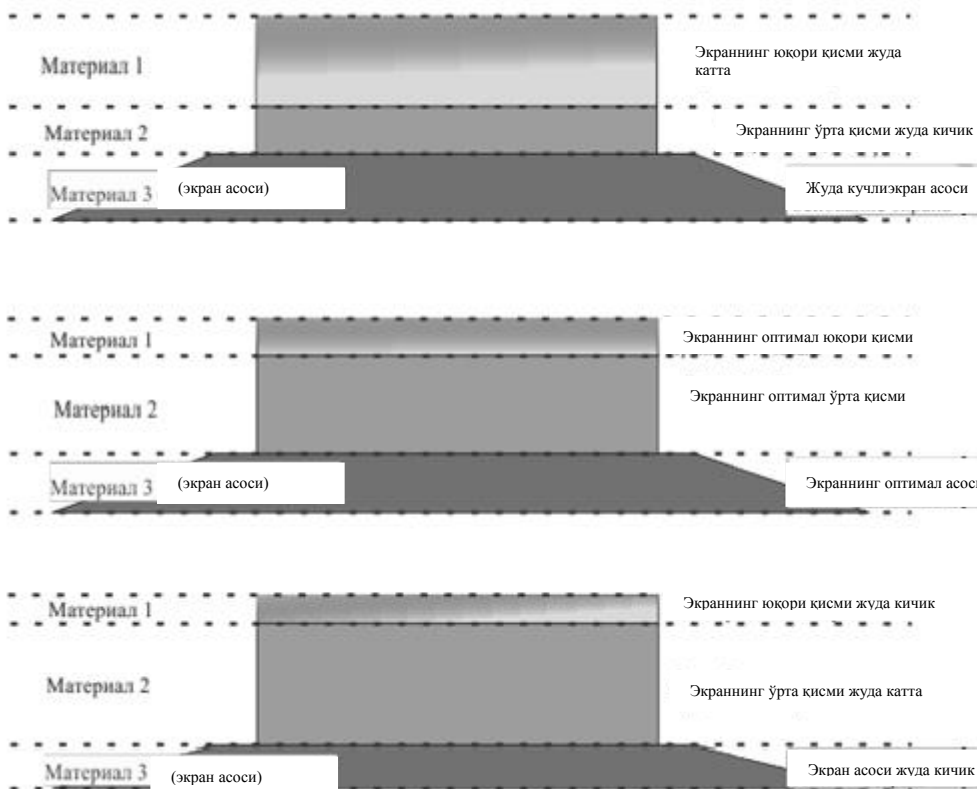 Экраннинг юқори қисми жуда
катта
Материал 1
Материал 2
Экраннинг ўрта қисми жуда кичик
Материал 3 (экран асоси)
Жуда кучлиэкран асоси
Материал 1
Экраннинг оптимал юқори қисми
Материал 2
Экраннинг оптимал ўрта қисми
Материал 3 (экран асоси)
Экраннинг оптимал асоси
Материал 1
Экраннинг юқори қисми жуда кичик
Материал 2
Экраннинг ўрта қисми жуда катта
Материал 3 (экран асоси)
Экран асоси жуда кичик